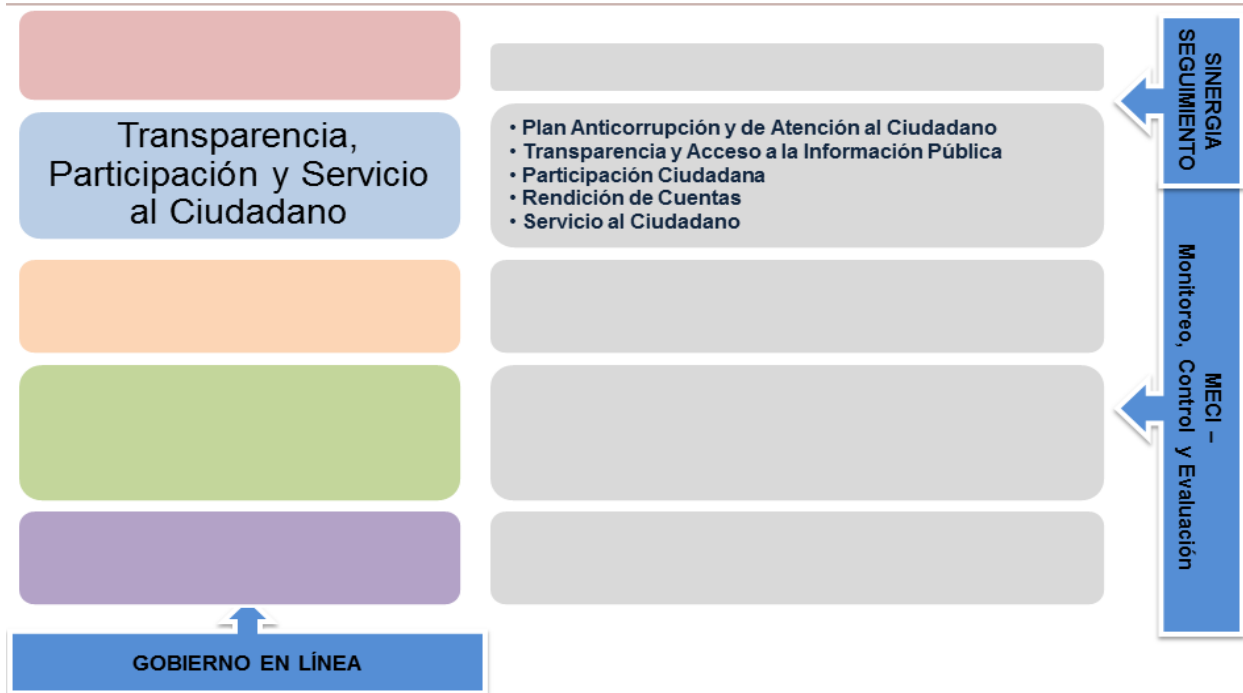 Transparencia,
Participación y Servicio
al Ciudadano
• Plan Anticorrupción y de Atención al Ciudadano
• Transparencia y Acceso a la Información Pública
• Participación Ciudadana
• Rendición de Cuentas
• Servicio al Ciudadano
SINERGIA
SEGUIMIENTO
MECI –
Monitoreo, Control y Evaluación
GOBIERNO EN LÍNEA